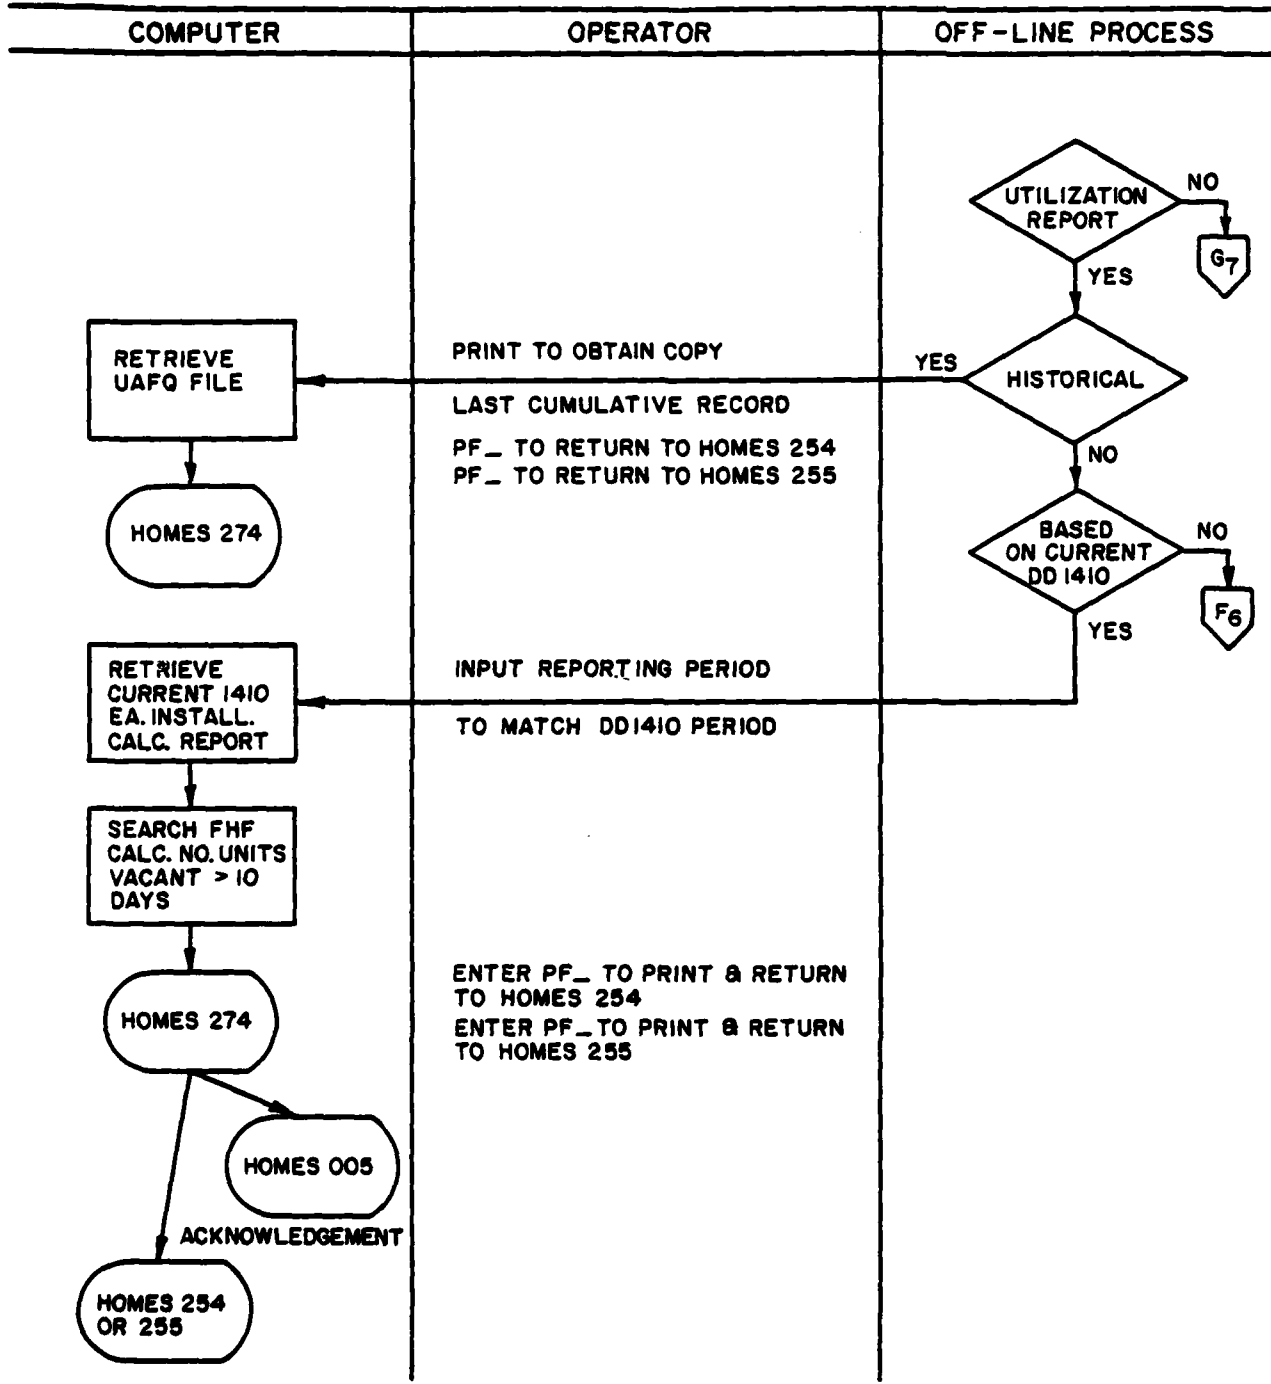 COMPUTER
OPERATOR
OFF-LINE PROCESS
UTILIZATION
REPORT
NO
G7
YES
RETRIEVE
UAFQ FILE
PRINT TO OBTAIN COPY
YES
HISTORICAL
LAST CUMULATIVE RECORD
PF_ TO RETURN TO HOMES 254
PF_ TO RETURN TO HOMES 255
NO
HOMES 274
BASED
ON CURRENT
DD 1410
NO
F6
YES
RETRIEVE
CURRENT 1410
EA. INSTALL.
CALC. REPORT
INPUT REPORTING PERIOD
TO MATCH DD1410 PERIOD
SEARCH FHF
CALC. NO. UNITS
VACANT > 10
DAYS
HOMES 274
ENTER PF_ TO PRINT & RETURN
TO HOMES 254
ENTER PF_ TO PRINT & RETURN
TO HOMES 255
HOMES 005
ACKNOWLEDGEMENT
HOMES 254
OR 255